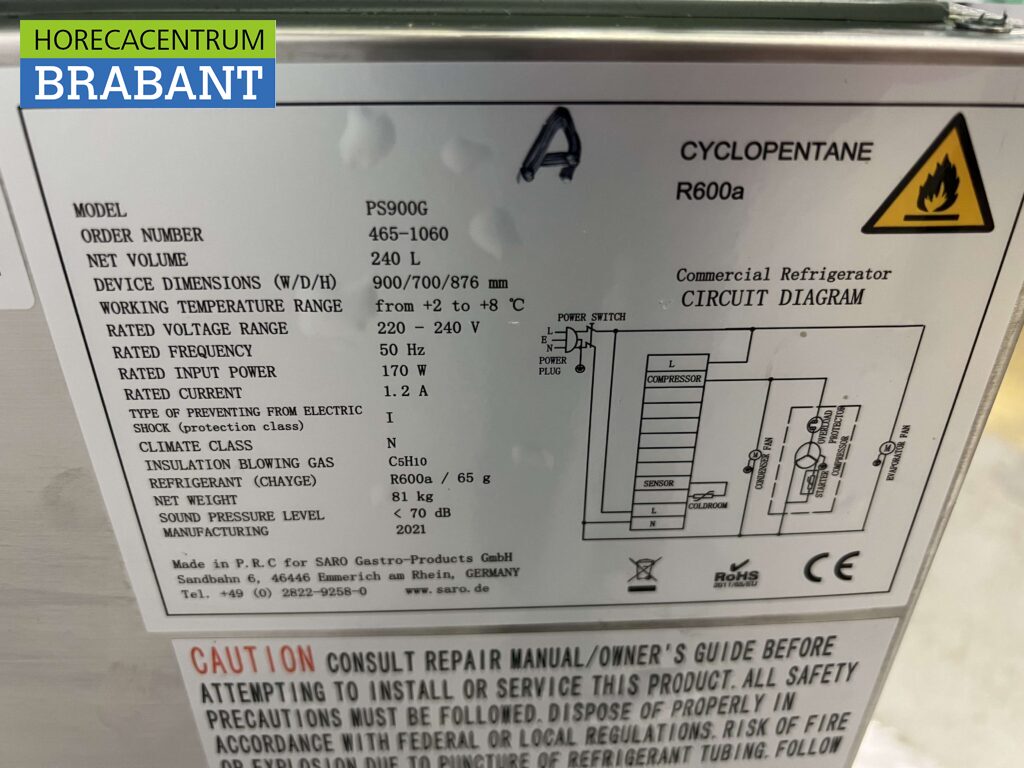 HORECACENTRUM
BRABANT
A
CYCLOPENTANE
R600a
MODEL PS900G
ORDER NUMBER 465-1060
NET VOLUME 240 L
DEVICE DIMENSIONS (W/D/H) 900/700/876 mm
WORKING TEMPERATURE RANGE from +2 to +8 ℃
RATED VOLTAGE RANGE 220 - 240 V
RATED FREQUENCY 50 Hz
RATED INPUT POWER 170 W
RATED CURRENT 1.2 A
TYPE OF PREVENTING FROM ELECTRIC
SHOCK (protection class) I
CLIMATE CLASS N
INSULATION BLOWING GAS C5H10
REFRIGERANT (CHAYGE) R600a / 65 g
NET WEIGHT 81 kg
SOUND PRESSURE LEVEL < 70 dB
MANUFACTURING 2021
Made in P.R.C for SARO Gastro-Products GmbH
Sandbahn 6, 46446 Emmerich am Rhein, GERMANY
Tel. +49 (0) 2822-9258-0 www.saro.de
Commercial Refrigerator
CIRCUIT DIAGRAM
POWER SWITCH
L
E
N
POWER
PLUG
L
COMPRESSOR
SENSOR
COLDROOM
L
N
M
CONDENSER FAN
STARTER
OVERLOAD
PROTECTOR
COMPRESSOR
M
EVAPORATOR FAN
RoHS
2011/65/EU
CE
CAUTION CONSULT REPAIR MANUAL/OWNER'S GUIDE BEFORE
ATTEMPTING TO INSTALL OR SERVICE THIS PRODUCT. ALL SAFETY
PRECAUTIONS MUST BE FOLLOWED. DISPOSE OF PROPERLY IN
ACCORDANCE WITH FEDERAL OR LOCAL REGULATIONS. RISK OF FIRE
OR EXPLOSION DUE TO PUNCTURE OF REFRIGERANT TUBING. FOLLOW